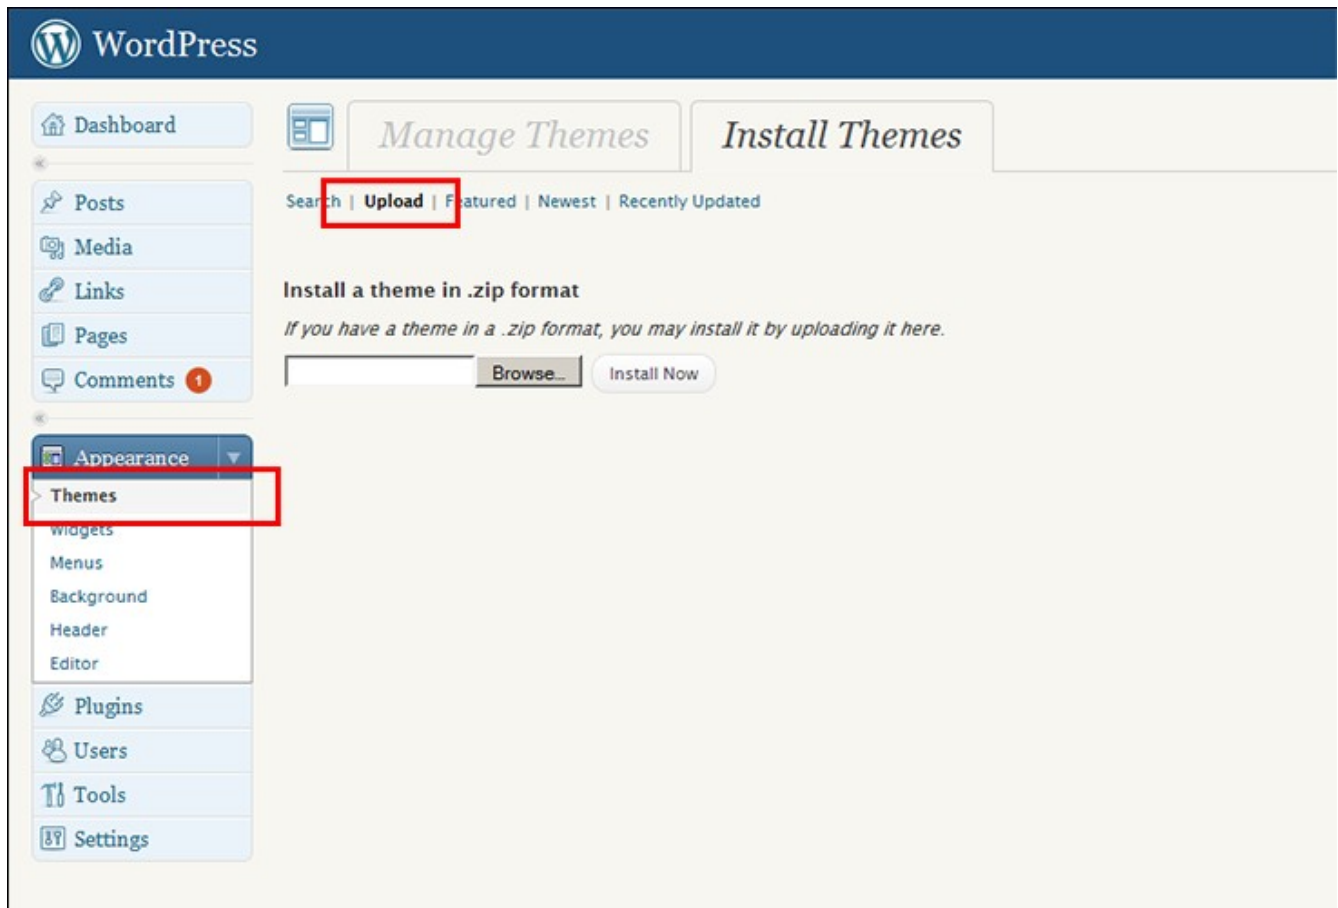 WordPress
Dashboard
Manage Themes
Install Themes
Search | Upload | Featured | Newest | Recently Updated
Posts
Media
Links
Pages
Comments 1
Install a theme in .zip format
If you have a theme in a .zip format, you may install it by uploading it here.
Browse...
Install Now
Appearance
Themes
Widgets
Menus
Background
Header
Editor
Plugins
Users
Tools
Settings